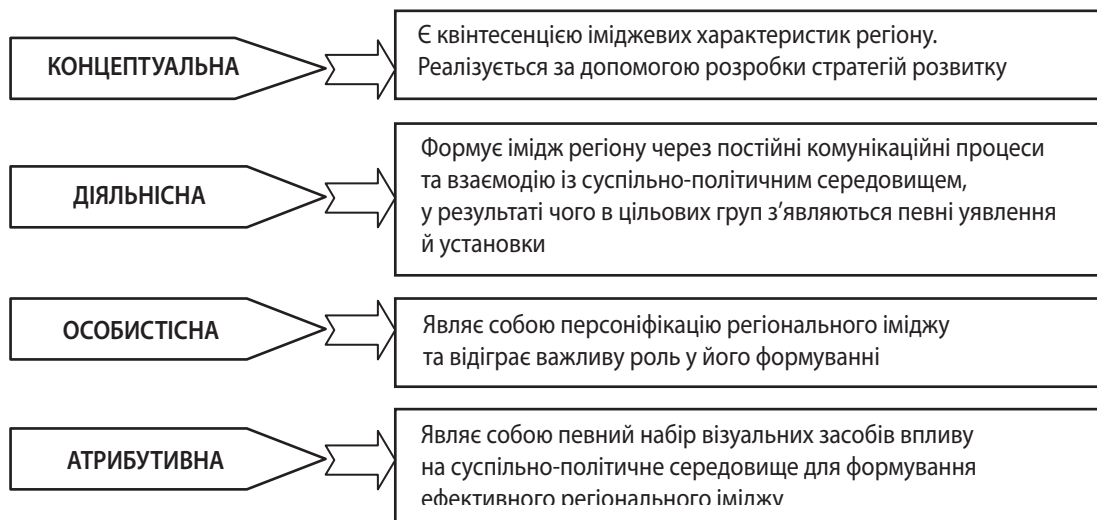 КОНЦЕПТУАЛЬНА
Є квінтесенцією іміджевих характеристик регіону.
Реалізується за допомогою розробки стратегій розвитку
ДІЯЛЬНІСНА
Формує імідж регіону через постійні комунікаційні процеси
та взаємодію із суспільно-політичним середовищем,
у результаті чого в цільових груп з’являються певні уявлення
й установки
ОСОБИСТІСНА
Являє собою персоніфікацію регіонального іміджу
та відіграє важливу роль у його формуванні
АТРИБУТИВНА
Являє собою певний набір візуальних засобів впливу
на суспільно-політичне середовище для формування
ефективного регіонального іміджу